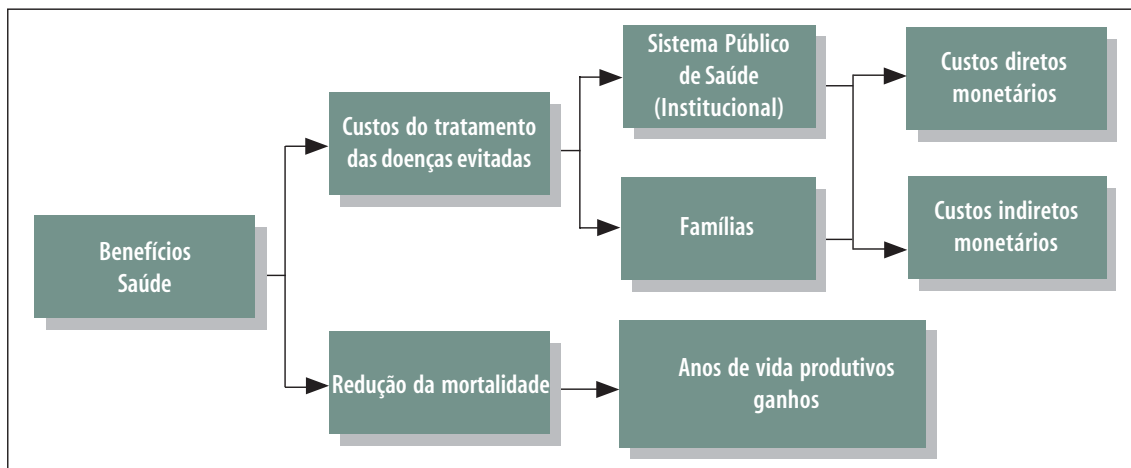 Benefícios
Saúde
Custos do tratamento
das doenças evitadas
Sistema Público
de Saúde
(Institucional)
Famílias
Custos diretos
monetários
Custos indiretos
monetários
Redução da mortalidade
Anos de vida produtivos
ganhos